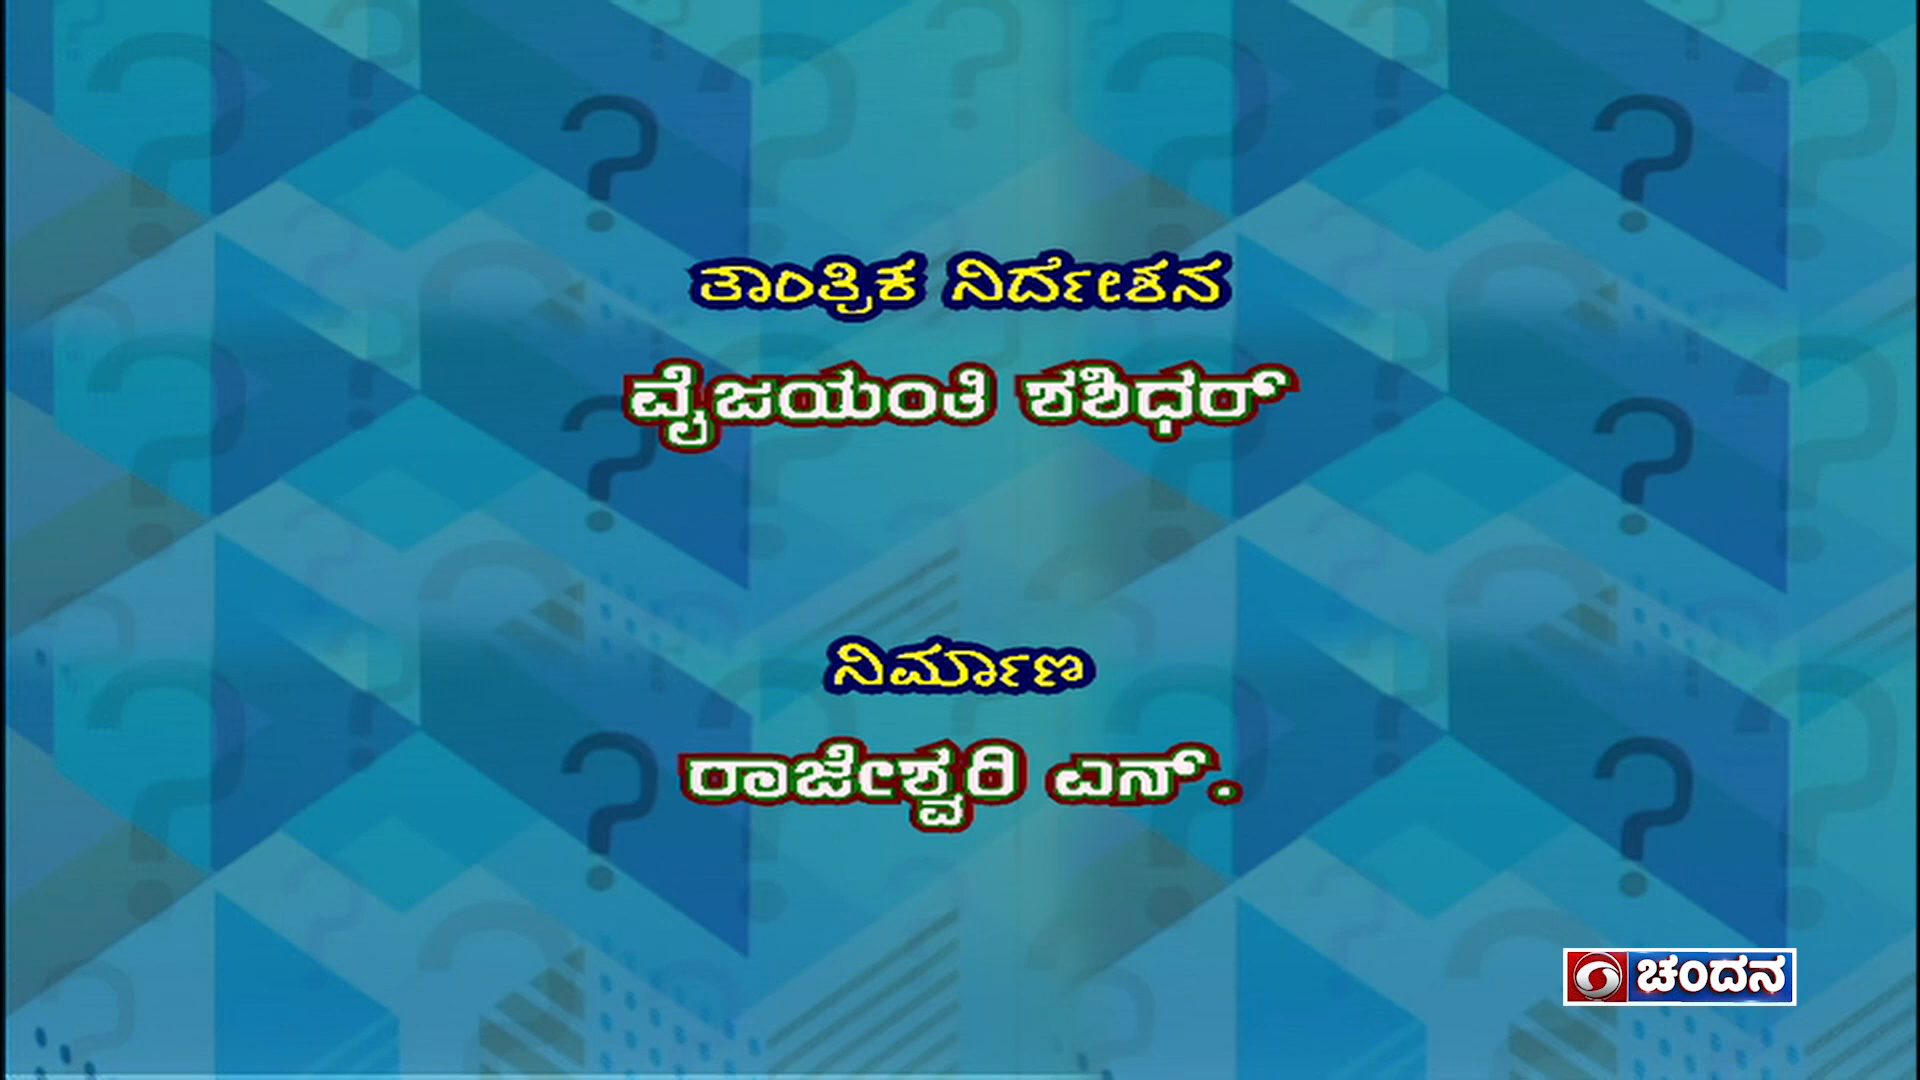 ತಾಂತ್ರಿಕ ನಿರ್ದೇಶನ
ವೈಜಯಂತಿ ಶಶಿಧರ್
ನಿರ್ಮಾಣ
ರಾಜೇಶ್ವರಿ ಎನ್.
ಚಂದನ